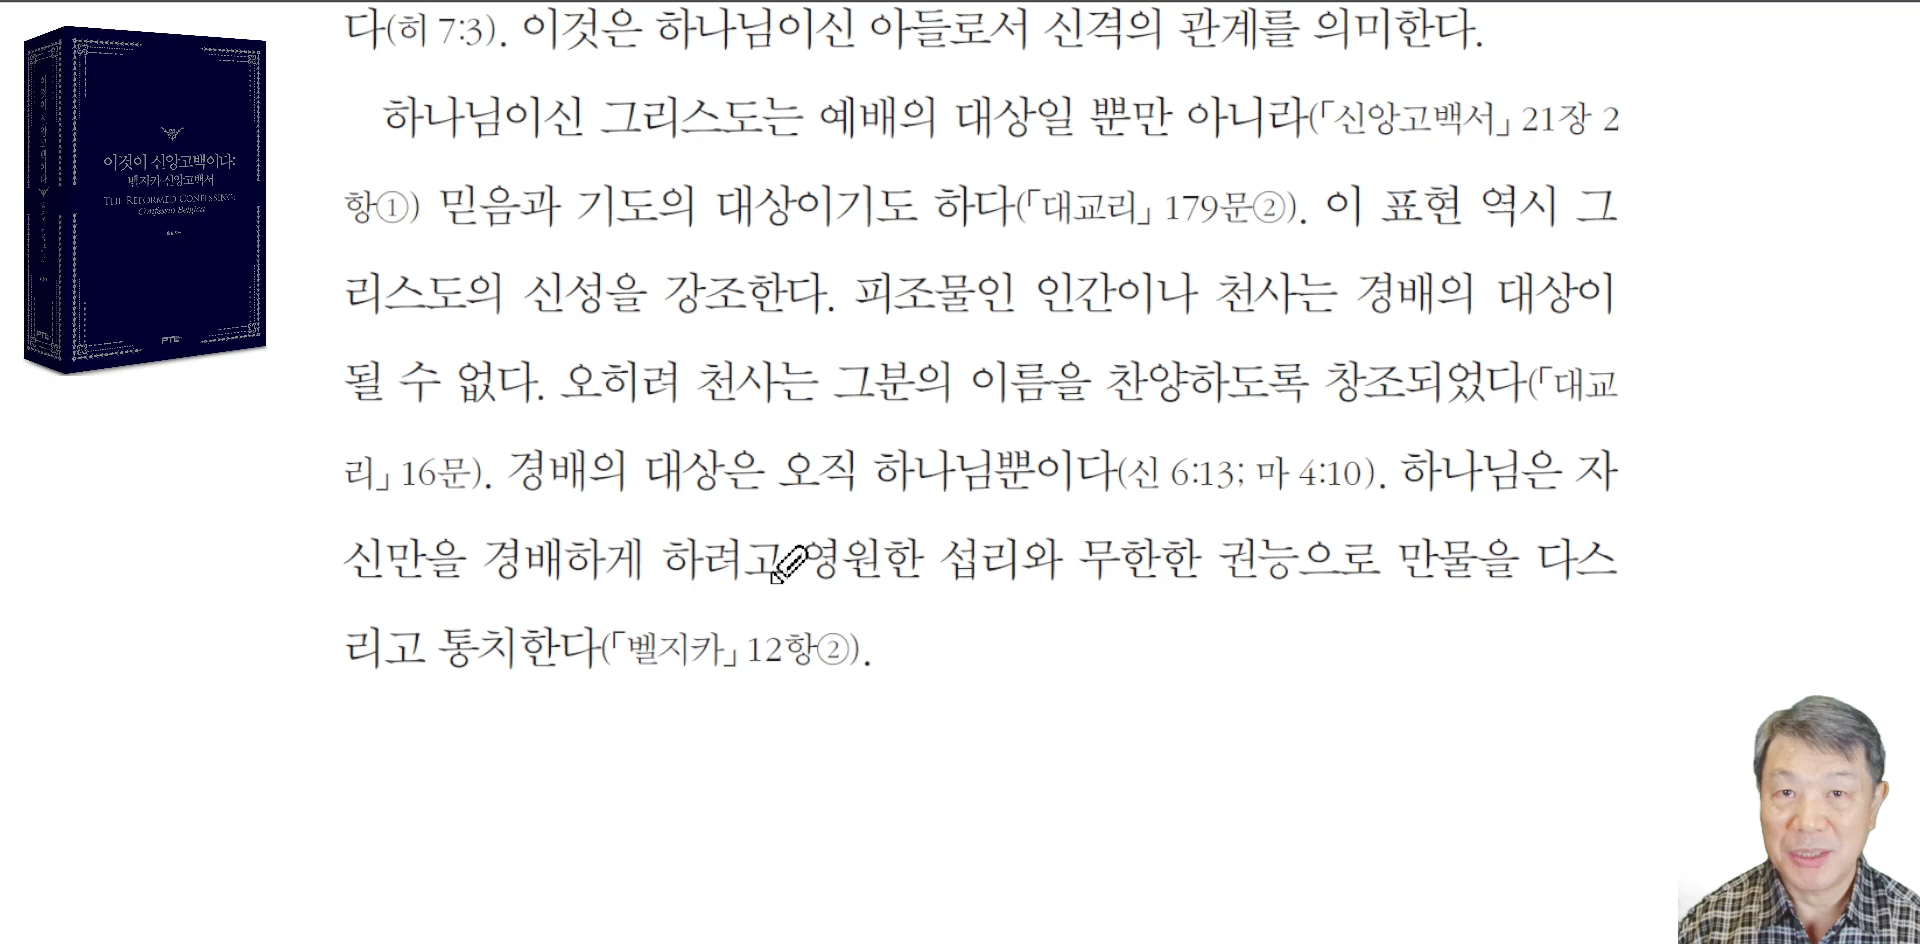 이것이 신앙고백이다:
벨지카 신앙고백서
THE REFORMED CONFESSING:
Confessio Belgica
PTE
다(히 7:3). 이것은 하나님이신 아들로서 신격의 관계를 의미한다.
하나님이신 그리스도는 예배의 대상일 뿐만 아니라(「신앙고백서」 21장 2
항①) 믿음과 기도의 대상이기도 하다(「대교리」 179문②). 이 표현 역시 그
리스도의 신성을 강조한다. 피조물인 인간이나 천사는 경배의 대상이
될 수 없다. 오히려 천사는 그분의 이름을 찬양하도록 창조되었다(「대교
리」 16문). 경배의 대상은 오직 하나님뿐이다(신 6:13; 마 4:10). 하나님은 자
신만을 경배하게 하려고 영원한 섭리와 무한한 권능으로 만물을 다스
리고 통치한다(「벨지카」 12항②).